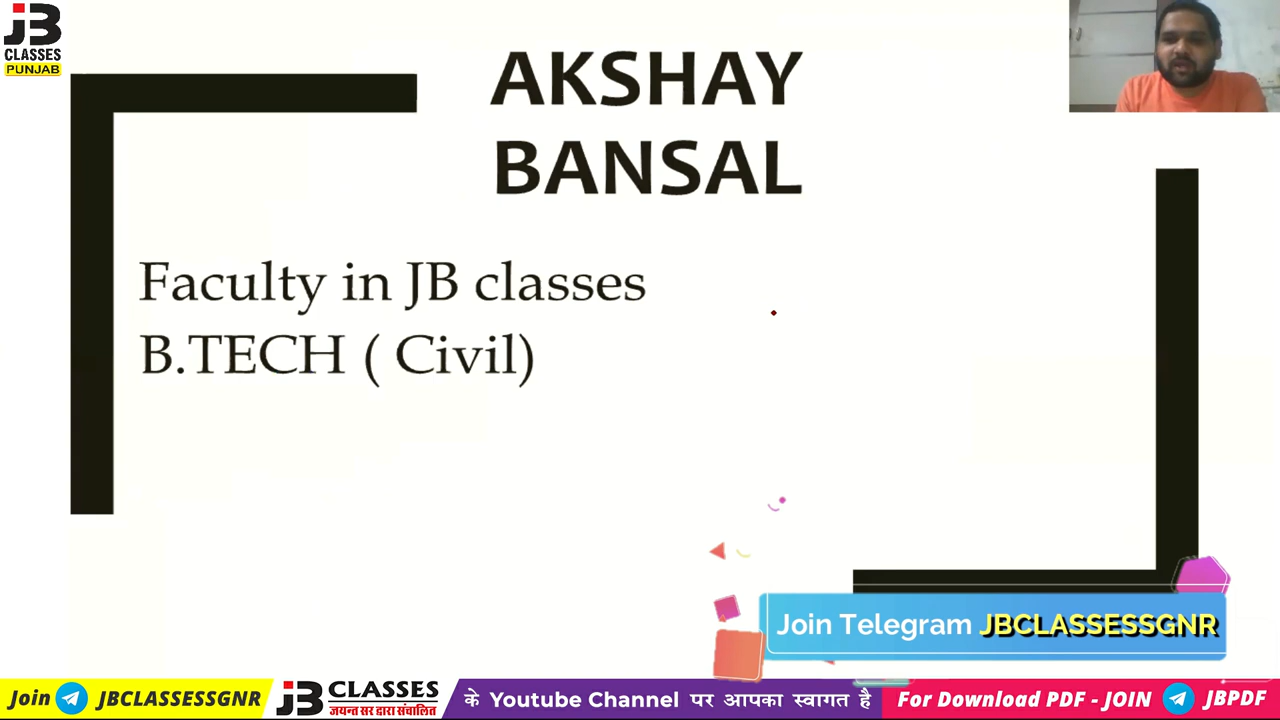 JB
CLASSES
PUNJAB
AKSHAY
BANSAL
Faculty in JB classes
B.TECH ( Civil)
Join Telegram JBCLASSESSGNR
Join JBCLASSESSGNR
JB CLASSES
जयन्त सर द्वारा संचालित
के Youtube Channel पर आपका स्वागत है
For Download PDF - JOIN JBPDF